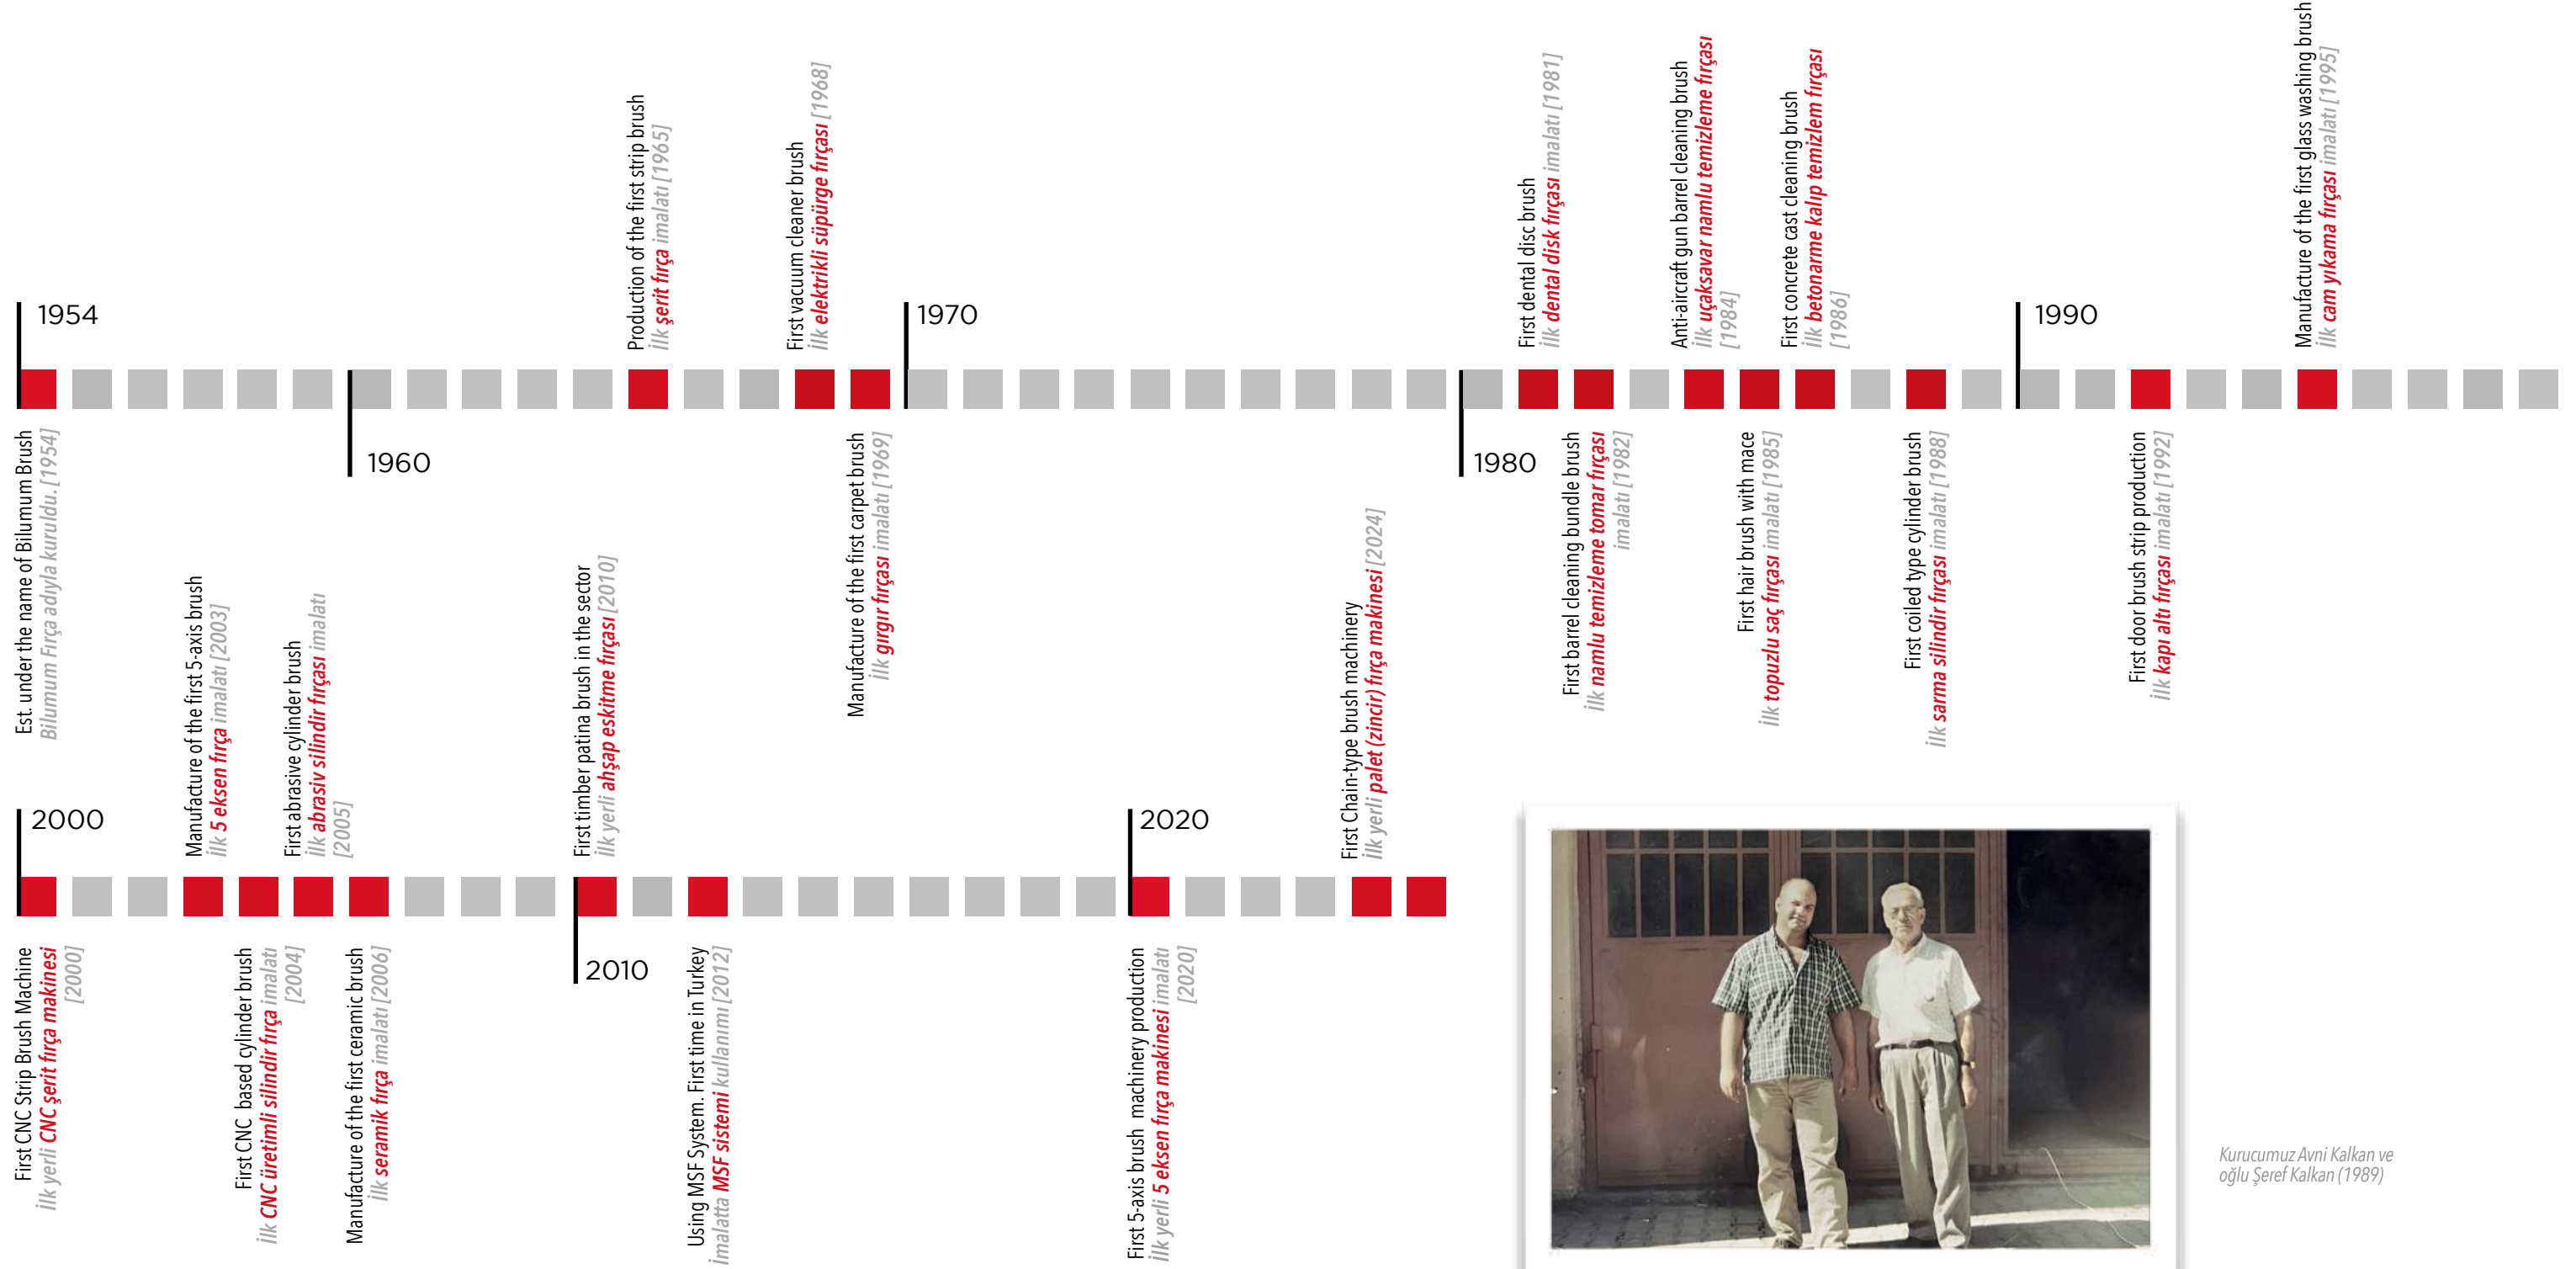 1954
Est. under the name of Bilumum Brush
Bilumum Fırça adıyla kuruldu. [1954]
1960
Production of the first strip brush
İlk şerit fırça imalatı [1965]
First vacuum cleaner brush
İlk elektrikli süpürge fırçası [1968]
Manufacture of the first carpet brush
İlk gırgır fırçası imalatı [1969]
1970
1980
First dental disc brush
İlk dental disk fırçası imalatı [1981]
First barrel cleaning bundle brush
İlk namlu temizleme tomar fırçası
imalatı [1982]
Anti-aircraft gun barrel cleaning brush
İlk uçaksavar namlu temizleme fırçası
[1984]
First hair brush with mace
İlk topuzlu saç fırçası imalatı [1985]
First concrete cast cleaning brush
İlk betonarme kalıp temizlem fırçası
[1986]
First coiled type cylinder brush
İlk sarma silindir fırçası imalatı [1988]
1990
First door brush strip production
İlk kapı altı fırçası imalatı [1992]
Manufacture of the first glass washing brush
İlk cam yıkama fırçası imalatı [1995]
2000
First CNC Strip Brush Machine
İlk yerli CNC şerit fırça makinesi
[2000]
Manufacture of the first 5-axis brush
İlk 5 eksen fırça imalatı [2003]
First CNC based cylinder brush
İlk CNC üretimli silindir fırça imalatı
[2004]
First abrasive cylinder brush
İlk abrasiv silindir fırçası imalatı
[2005]
Manufacture of the first ceramic brush
İlk seramik fırça imalatı [2006]
First timber patina brush in the sector
İlk yerli ahşap eskitme fırçası [2010]
2010
Using MSF System. First time in Turkey
İmalatta MSF sistemi kullanımı [2012]
2020
First 5-axis brush machinery production
İlk yerli 5 eksen fırça makinesi imalatı
[2020]
First Chain-type brush machinery
İlk yerli palet (zincir) fırça makinesi [2024]
Kurucumuz Avni Kalkan ve
oğlu Şeref Kalkan (1989)